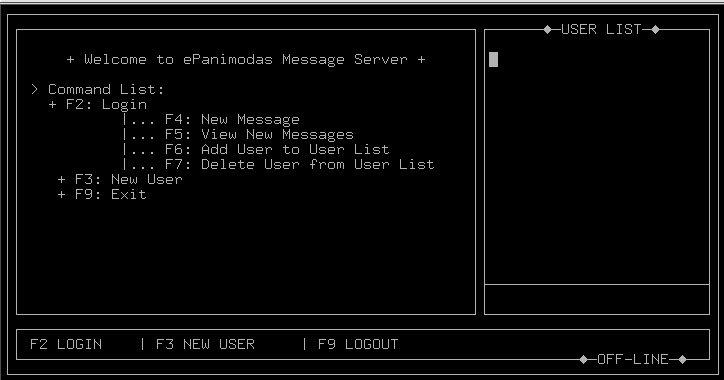 USER LIST
+ Welcome to ePanimodas Message Server +
> Command List:
+ F2: Login
|... F4: New Message
|... F5: View New Messages
|... F6: Add User to User List
|... F7: Delete User from User List
+ F3: New User
+ F9: Exit
F2 LOGIN | F3 NEW USER | F9 LOGOUT
OFF-LINE